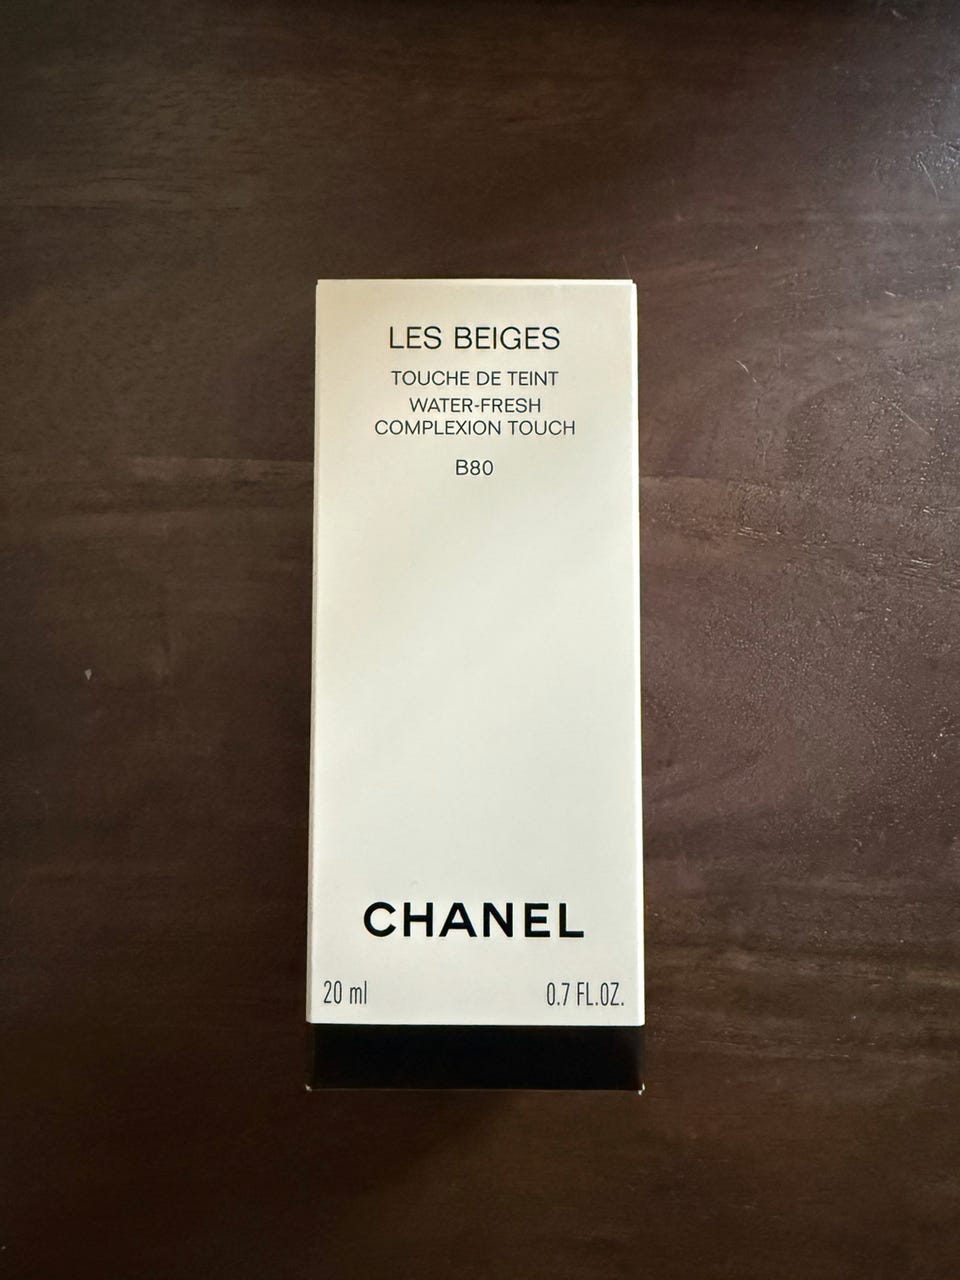 LES BEIGES
TOUCHE DE TEINT
WATER-FRESH
COMPLEXION TOUCH
B80
CHANEL
20 ml 0.7 FL.OZ.